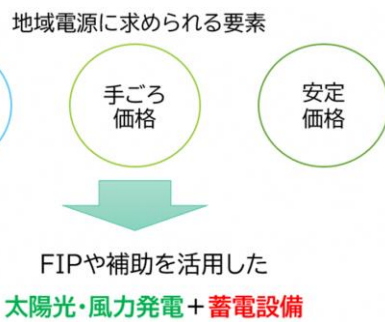 地域電源に求められる要素
手ごろ
価格
安定
価格
FIPや補助を活用した
太陽光・風力発電+蓄電設備